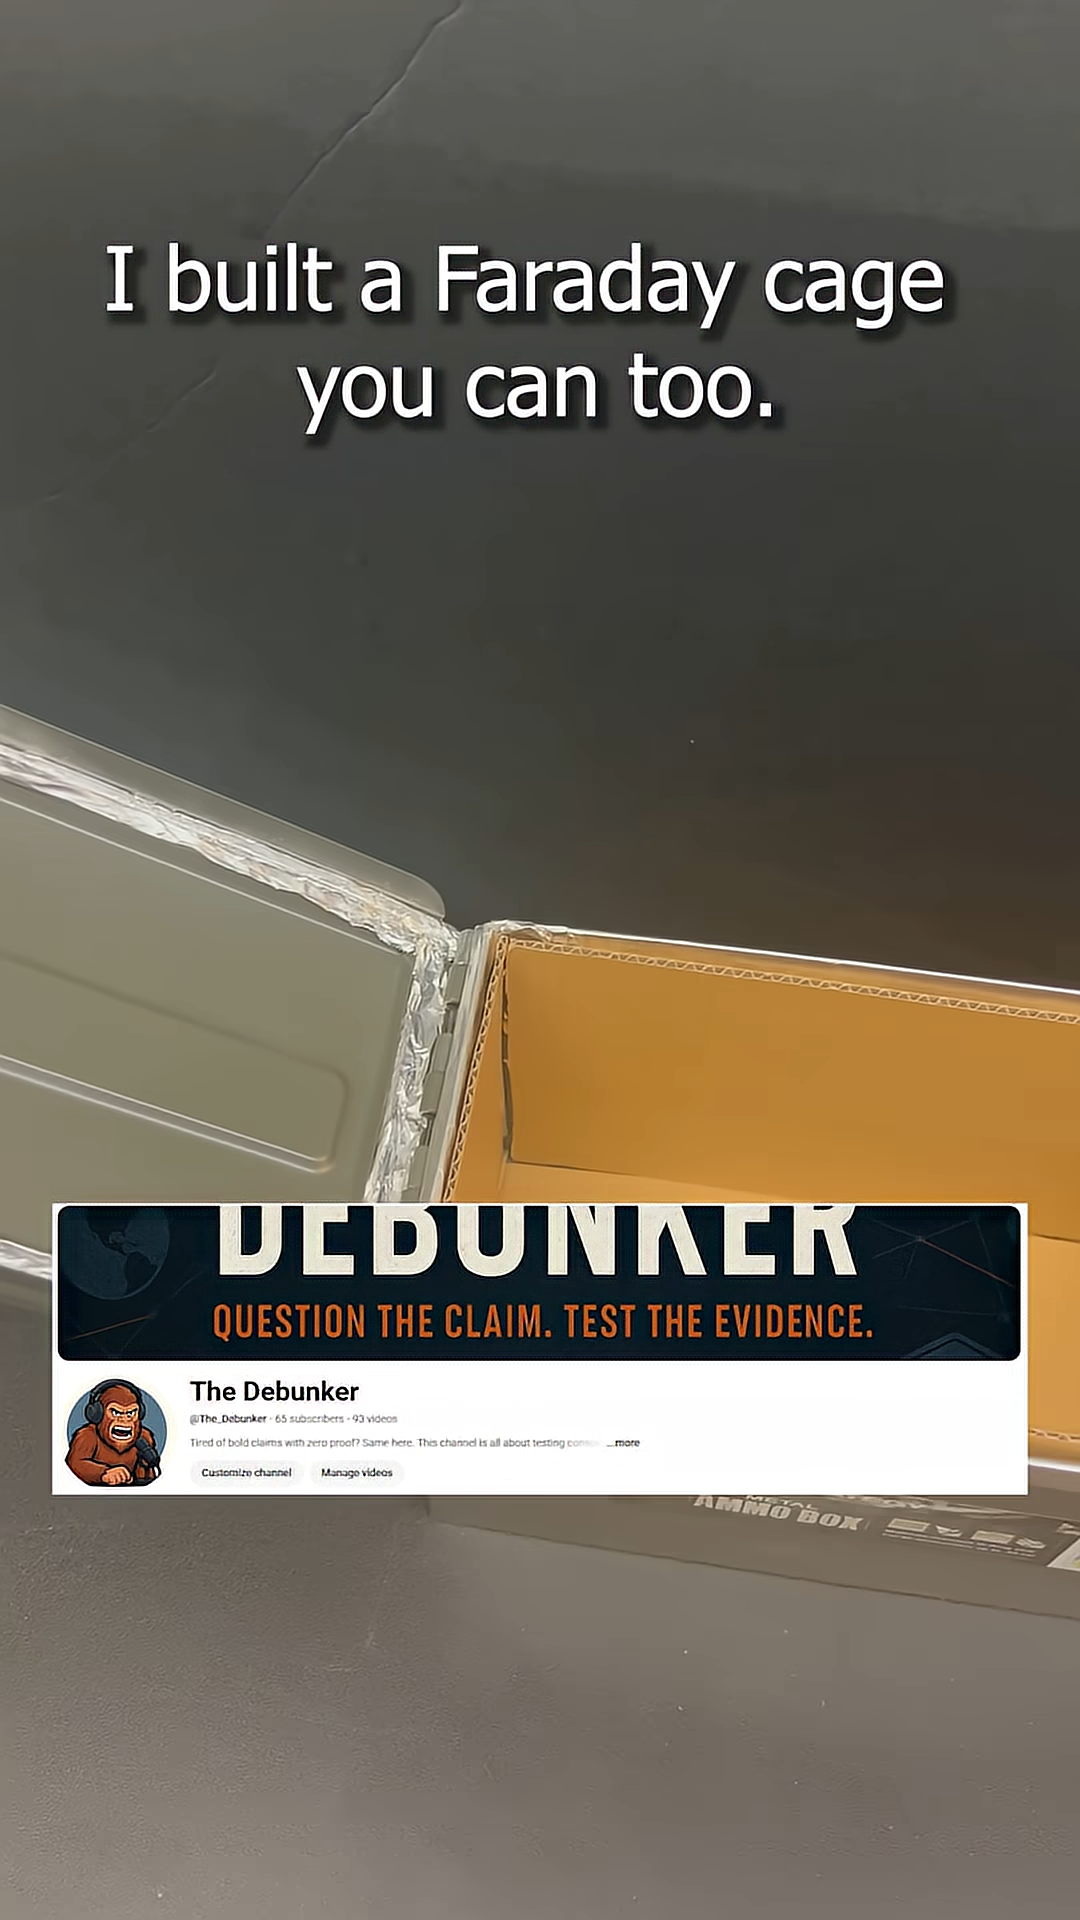 I built a Faraday cage
you can too.
DEBUNKER
QUESTION THE CLAIM. TEST THE EVIDENCE.
The Debunker
@The_Debunker · 65 subscribers · 93 videos
Tired of bold claims with zero proof? Same here. This channel is all about testing ...more
Customize channel
Manage videos
METAL
AMMO BOX